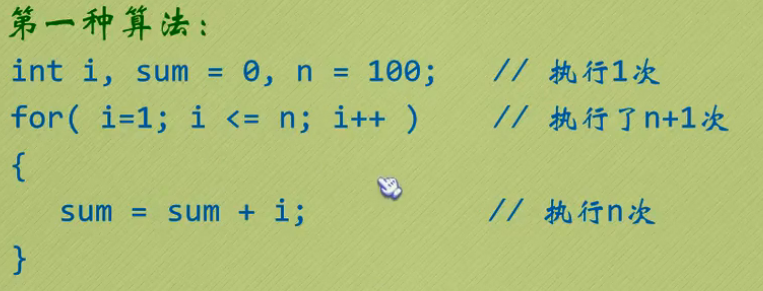 第一种算法:
int i, sum = 0, n = 100;   // 执行1次
for( i=1; i <= n; i++ )    // 执行了n+1次
{
   sum = sum + i;          // 执行n次
}